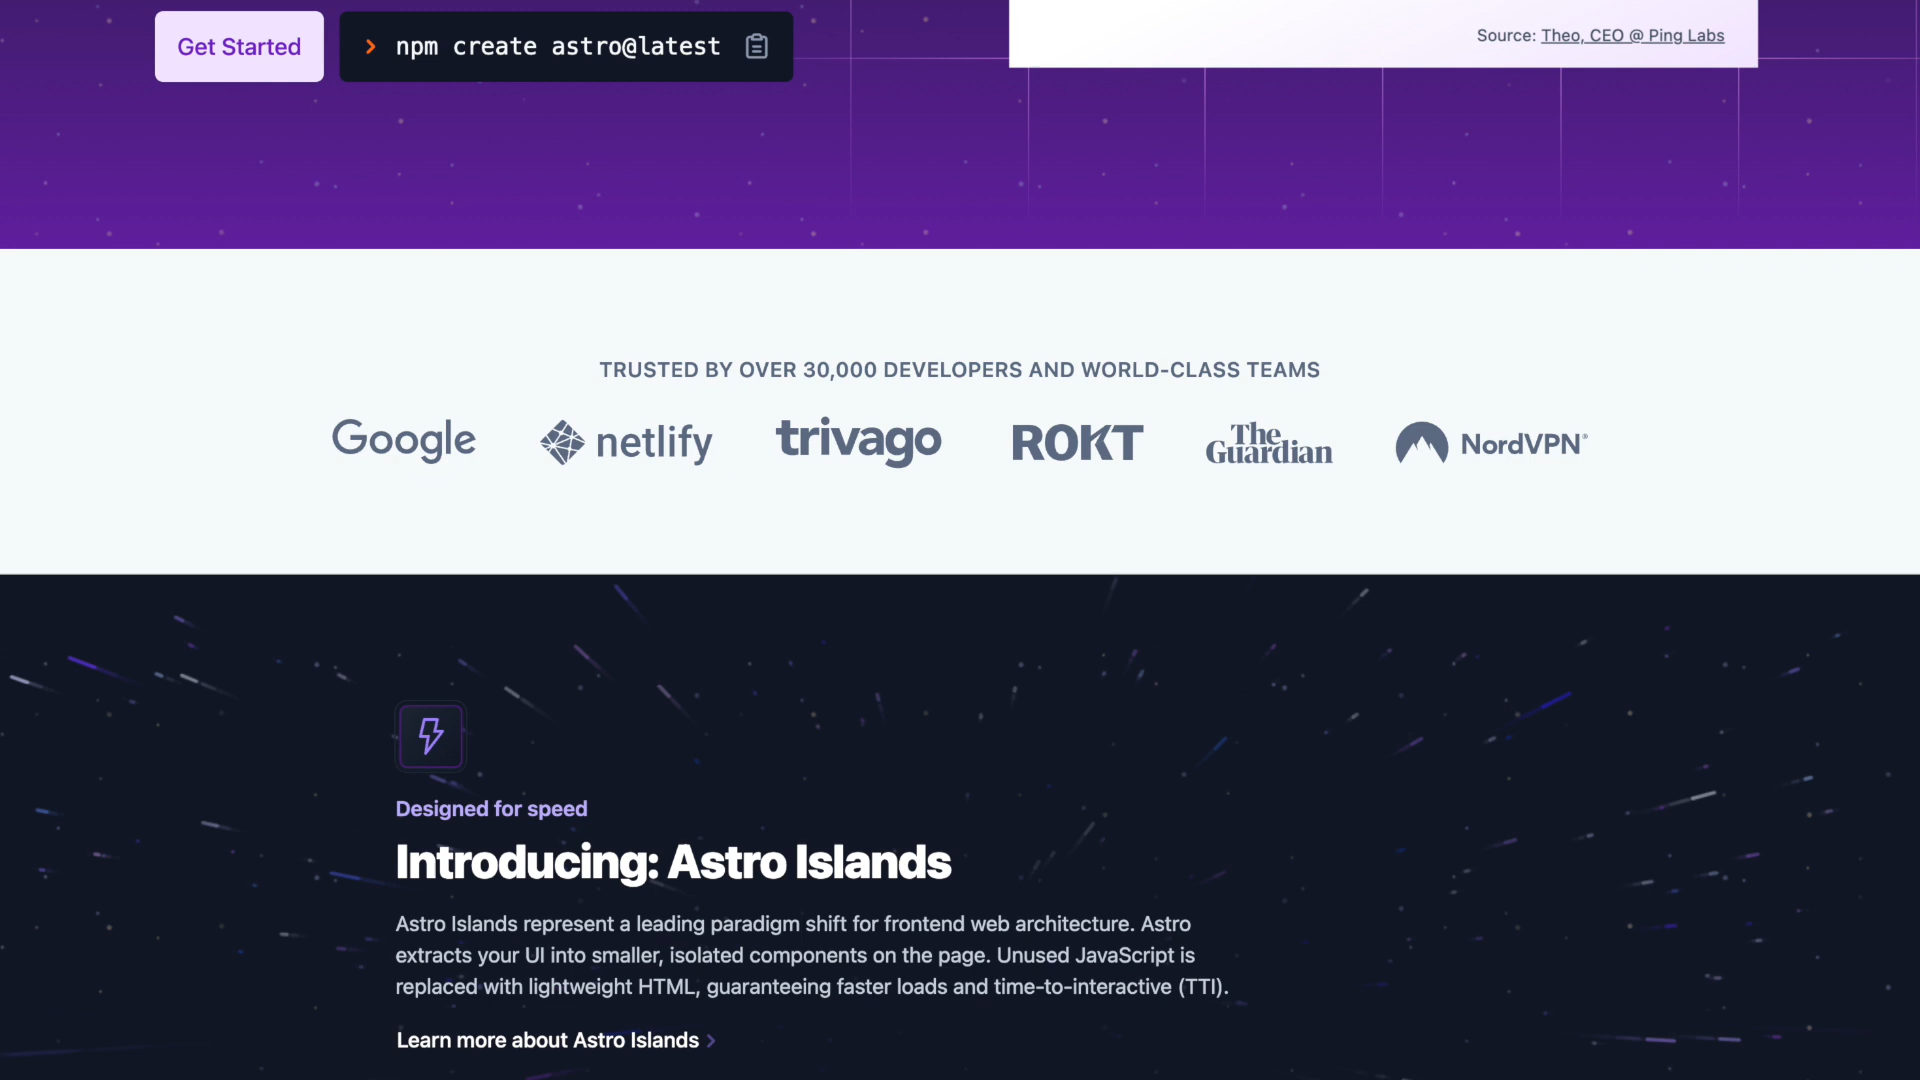 Get Started
npm create astro@latest
Source: Theo, CEO @ Ping Labs
TRUSTED BY OVER 30,000 DEVELOPERS AND WORLD-CLASS TEAMS
Google
netlify
trivago
ROKT
The Guardian
NordVPN®
Designed for speed
Introducing: Astro Islands
Astro Islands represent a leading paradigm shift for frontend web architecture. Astro
extracts your UI into smaller, isolated components on the page. Unused JavaScript is
replaced with lightweight HTML, guaranteeing faster loads and time-to-interactive (TTI).
Learn more about Astro Islands